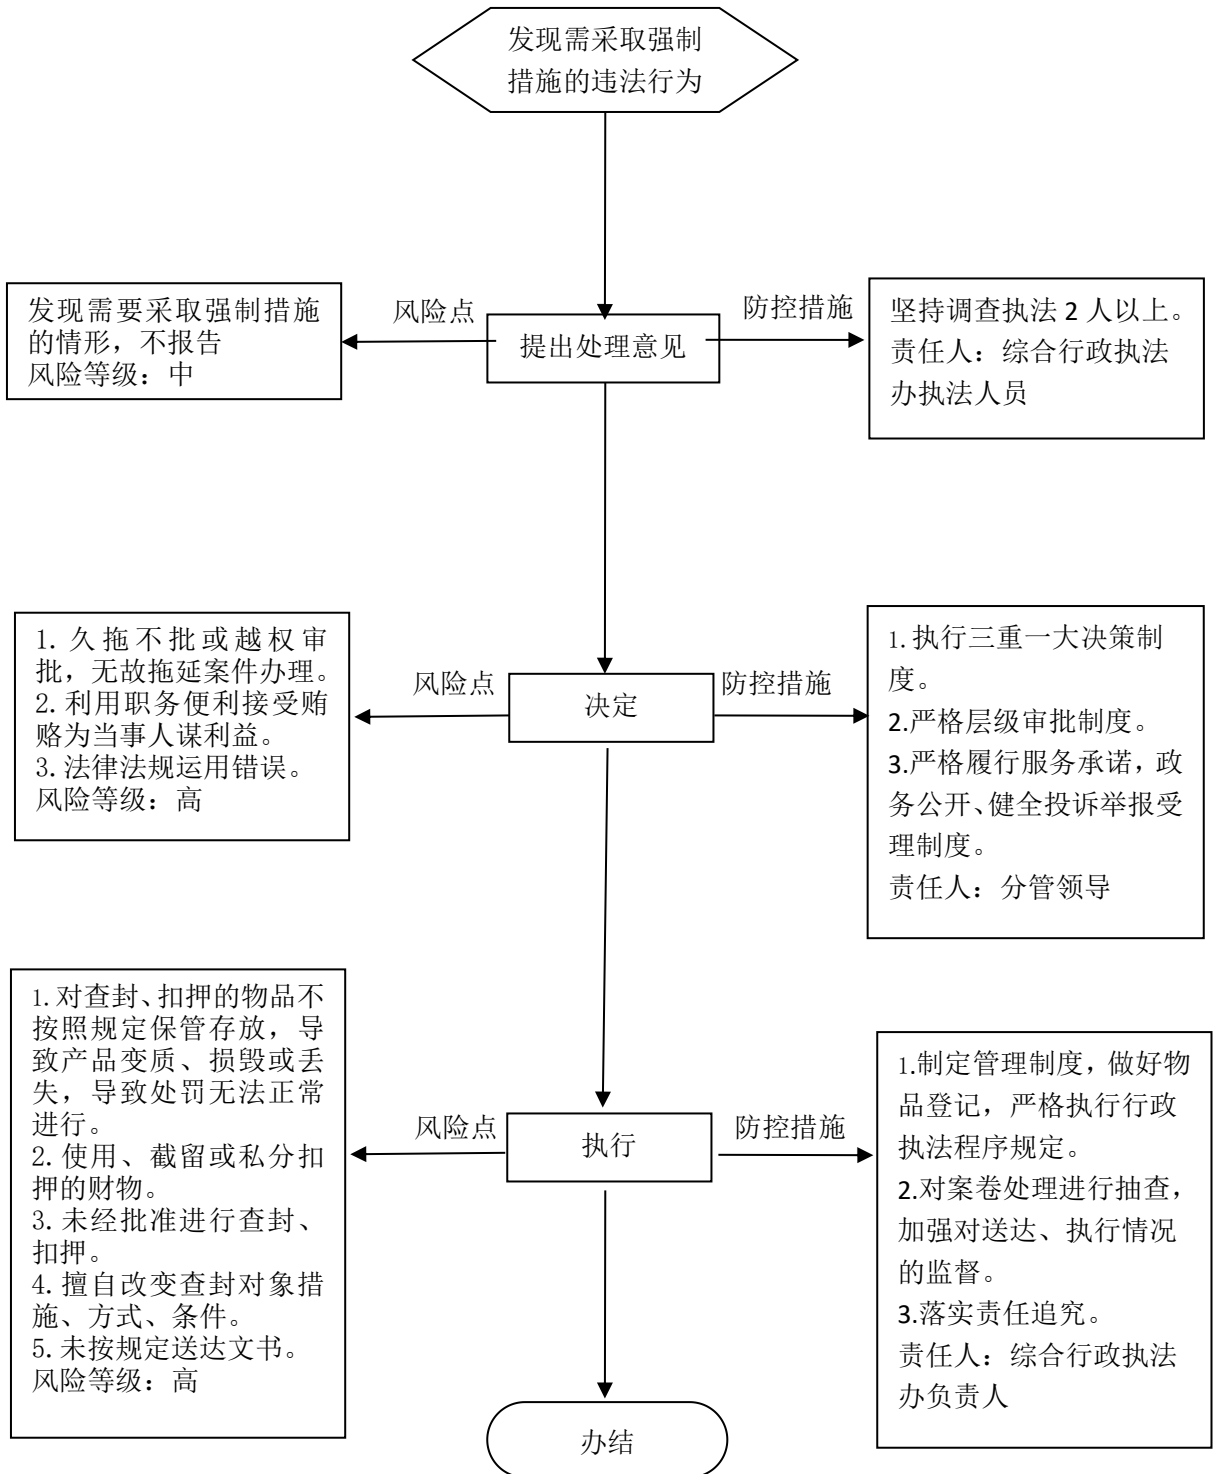 发现需采取强制
措施的违法行为
发现需要采取强制措施
的情形，不报告
风险等级：中
风险点
提出处理意见
防控措施
坚持调查执法 2 人以上。
责任人：综合行政执法
办执法人员
1. 久拖不批或越权审
批，无故拖延案件办理。
2. 利用职务便利接受贿
赂为当事人谋利益。
3. 法律法规运用错误。
风险等级：高
风险点
决定
防控措施
1. 执行三重一大决策制
度。
2.严格层级审批制度。
3.严格履行服务承诺，政
务公开、健全投诉举报受
理制度。
责任人：分管领导
1. 对查封、扣押的物品不
按照规定保管存放，导
致产品变质、损毁或丢
失，导致处罚无法正常
进行。
2. 使用、截留或私分扣
押的财物。
3. 未经批准进行查封、
扣押。
4. 擅自改变查封对象措
施、方式、条件。
5. 未按规定送达文书。
风险等级：高
风险点
执行
防控措施
1.制定管理制度，做好物
品登记，严格执行行政
执法程序规定。
2.对案卷处理进行抽查，
加强对送达、执行情况
的监督。
3.落实责任追究。
责任人：综合行政执法
办负责人
办结